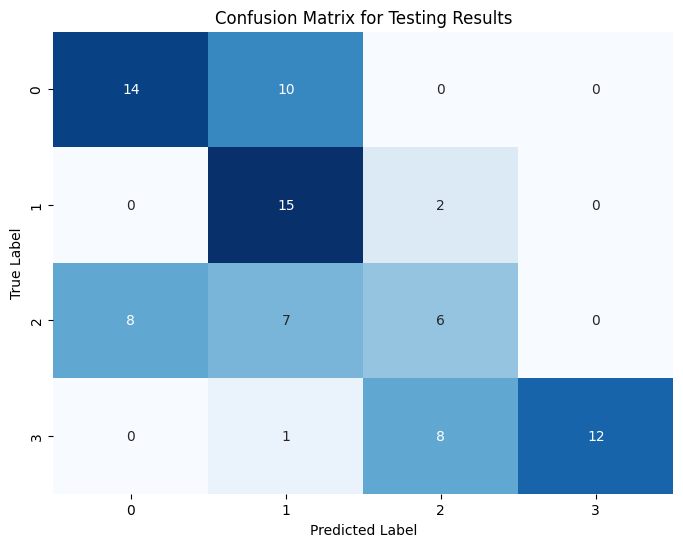 Confusion Matrix for Testing Results
True Label
0 14 10 0 0
1 0 15 2 0
2 8 7 6 0
3 0 1 8 12
0 1 2 3
Predicted Label